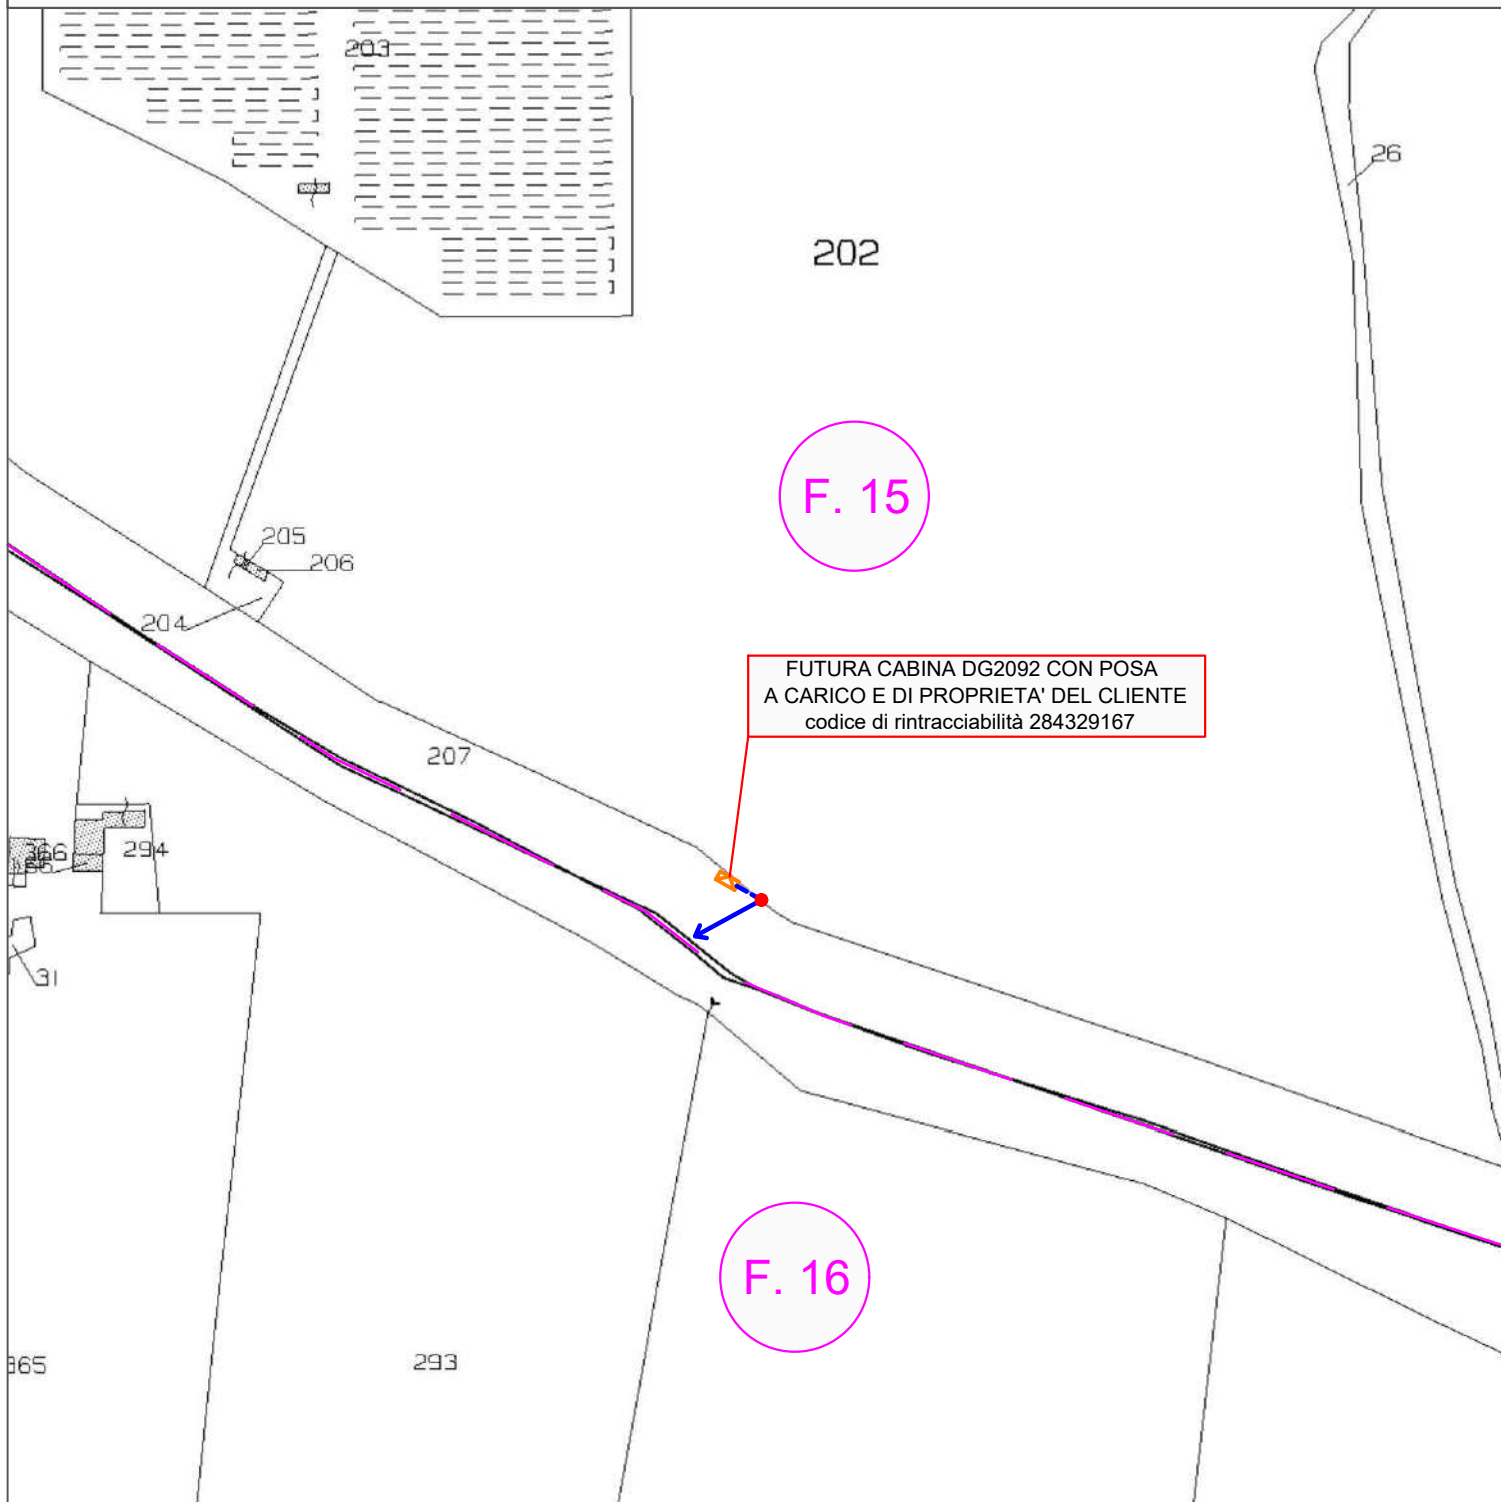 203
26
202
F. 15
205
206
204
FUTURA CABINA DG2092 CON POSA
A CARICO E DI PROPRIETA' DEL CLIENTE
codice di rintracciabilità 284329167
207
366
294
31
F. 16
365
293